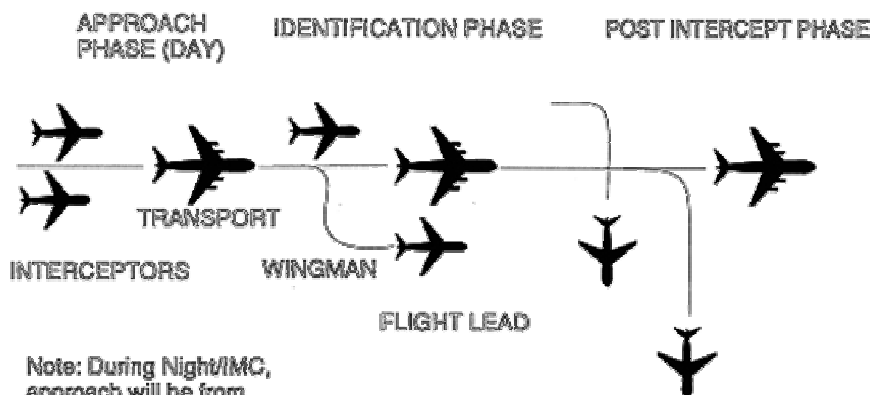 APPROACH
PHASE (DAY)
IDENTIFICATION PHASE
POST INTERCEPT PHASE
TRANSPORT
INTERCEPTORS
WINGMAN
FLIGHT LEAD
Note: During Night/IMC,
approach will be from